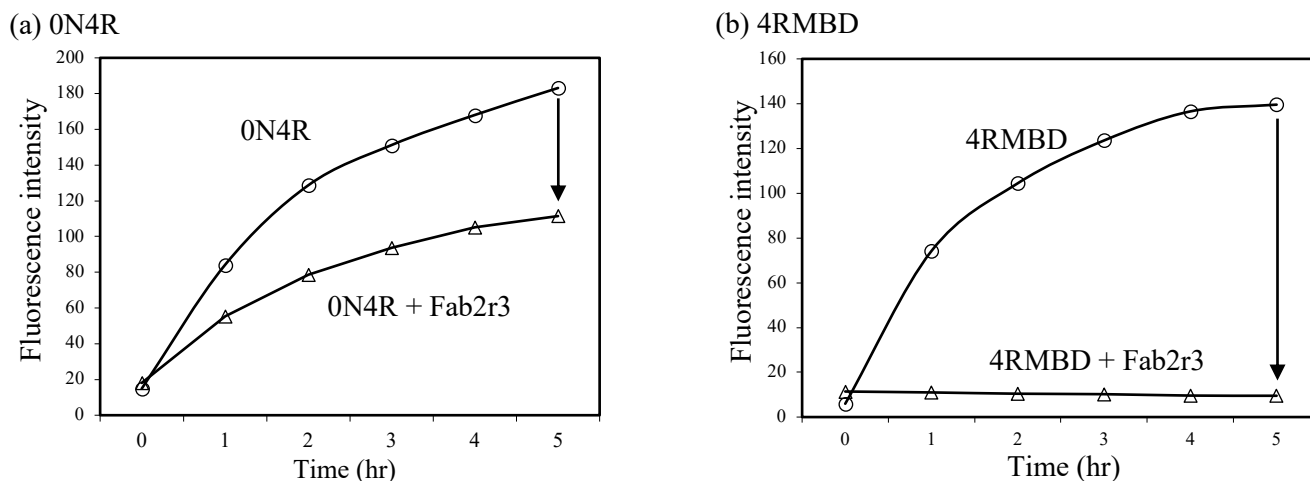 (a) 0N4R
200
180
160
140
120
100
80
60
40
20
0
Fluorescence intensity
0N4R
0N4R + Fab2r3
0 1 2 3 4 5
Time (hr)
(b) 4RMBD
160
140
120
100
80
60
40
20
0
Fluorescence intensity
4RMBD
4RMBD + Fab2r3
0 1 2 3 4 5
Time (hr)